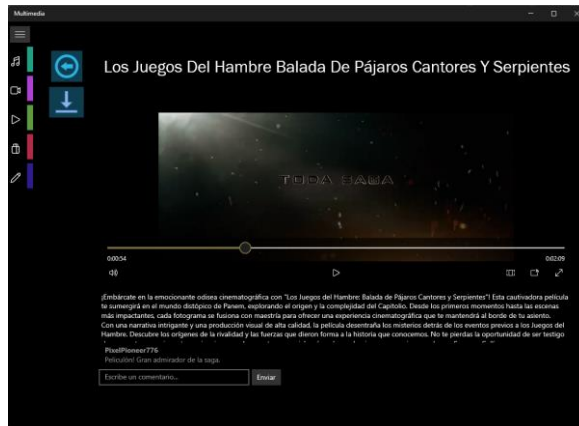 Multimedia
Los Juegos Del Hambre Balada De Pájaros Cantores Y Serpientes
TODA SAGA
0:00:54
0:02:09
¡Embárcate en la emocionante odisea cinematográfica con "Los Juegos del Hambre: Balada de Pájaros Cantores y Serpientes"! Esta cautivadora película
te sumergirá en el mundo distópico de Panem, explorando el origen y la complejidad del Capitolio. Desde los primeros momentos hasta las escenas
más impactantes, cada fotograma se fusiona con maestría para ofrecer una experiencia cinematográfica que te mantendrá al borde de tu asiento.
Con una narrativa intrigante y una producción visual de alta calidad, la película desentraña los misterios detrás de los eventos previos a los Juegos del
Hambre. Descubre los orígenes de la rivalidad y las fuerzas que dieron forma a la historia que conocemos. No te pierdas la oportunidad de ser testigo
PixelPioneer776
Peliculón! Gran admirador de la saga.
Escribe un comentario...
Enviar